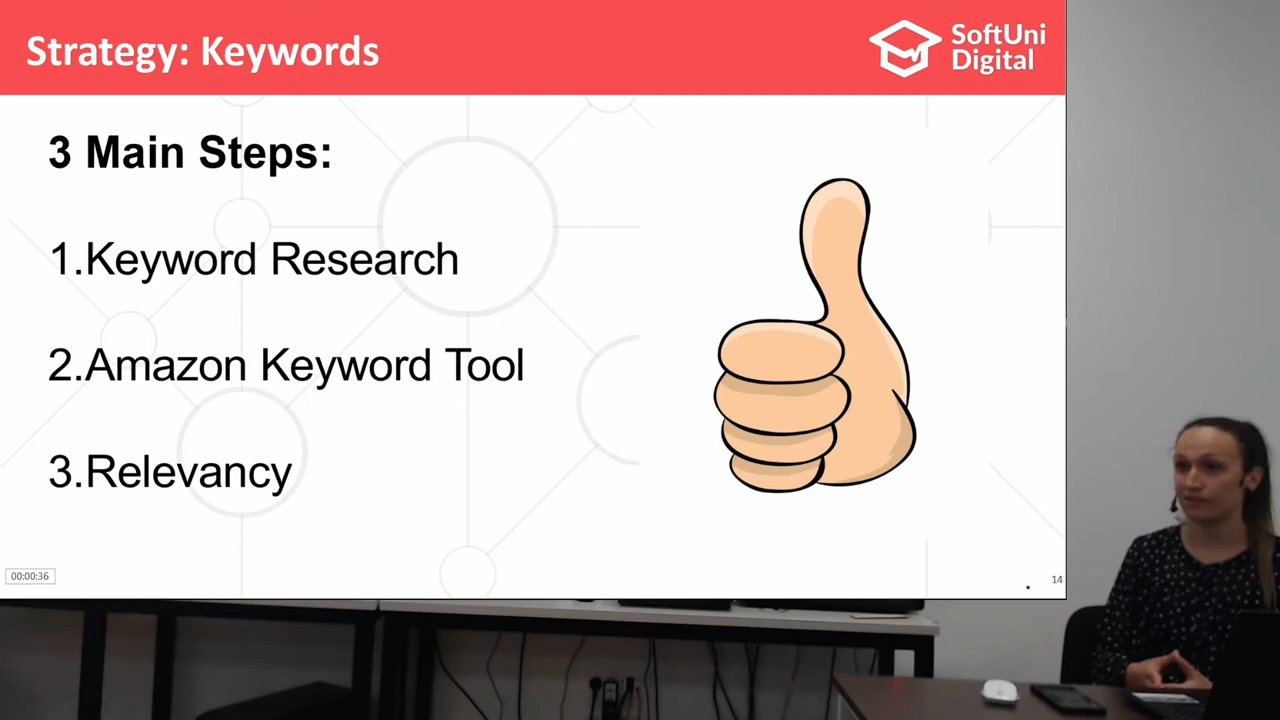 Strategy: Keywords
SoftUni
Digital
3 Main Steps:
1.Keyword Research
2.Amazon Keyword Tool
3.Relevancy
00:00:36
14